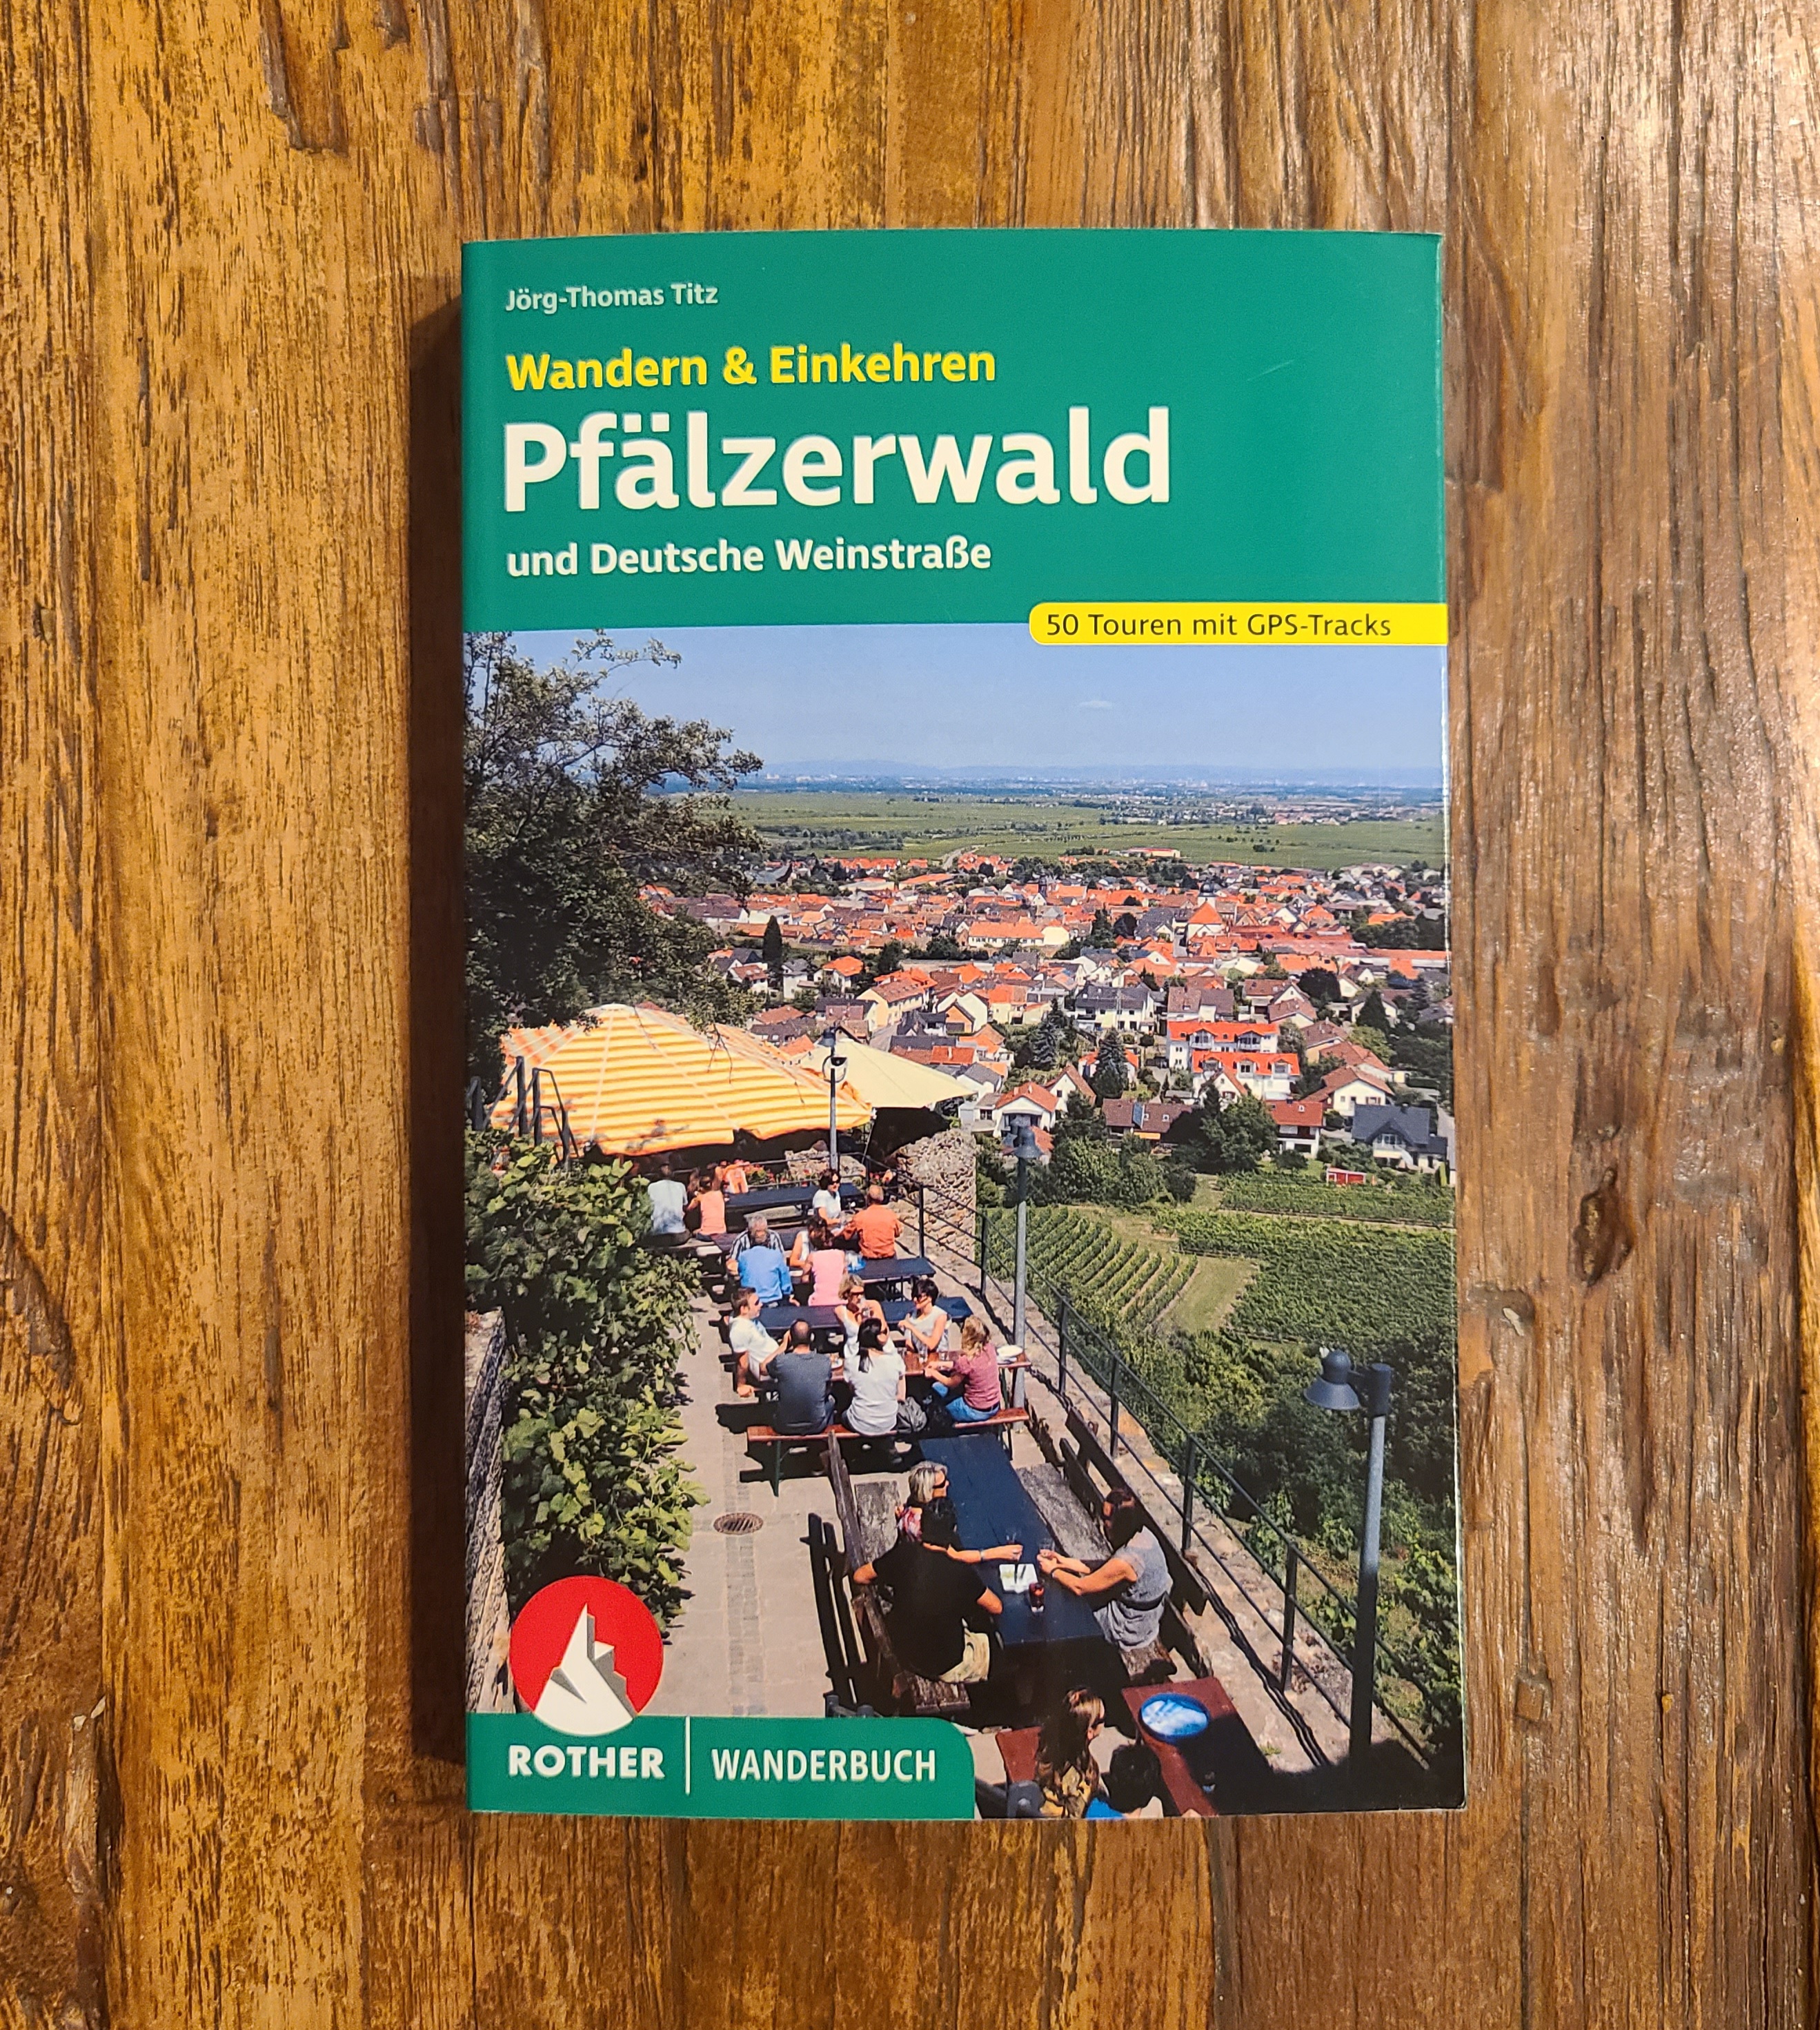 Jörg-Thomas Titz
Wandern & Einkehren
Pfälzerwald
und Deutsche Weinstraße
50 Touren mit GPS-Tracks
ROTHER | WANDERBUCH